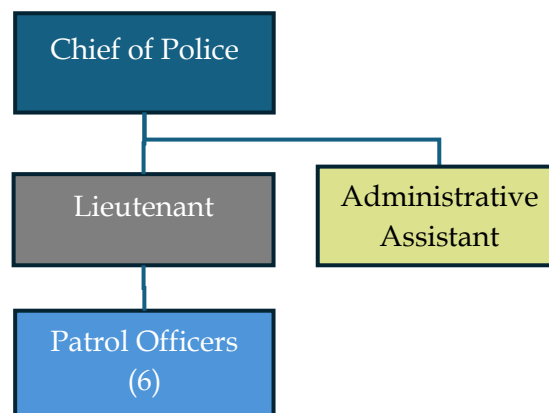 Chief of Police
Lieutenant
Administrative
Assistant
Patrol Officers
(6)